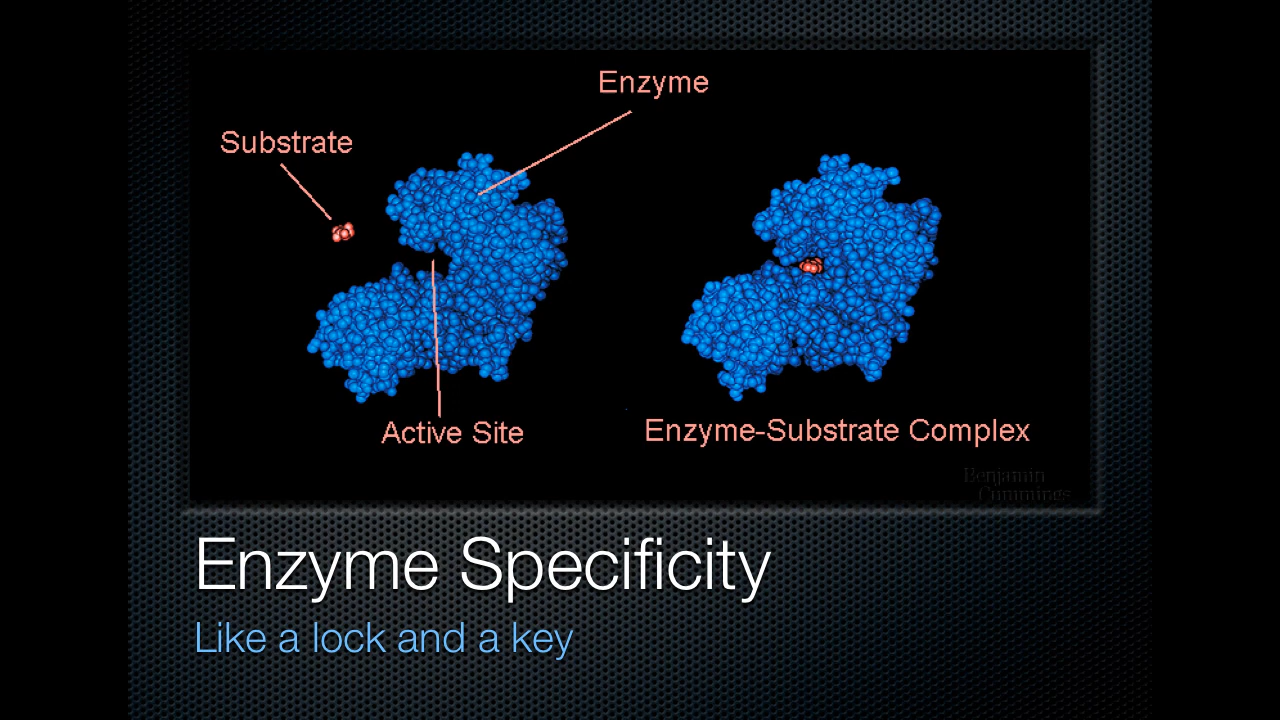 Enzyme
Substrate
Active Site
Enzyme-Substrate Complex
Benjamin
Cummings
Enzyme Specificity
Like a lock and a key